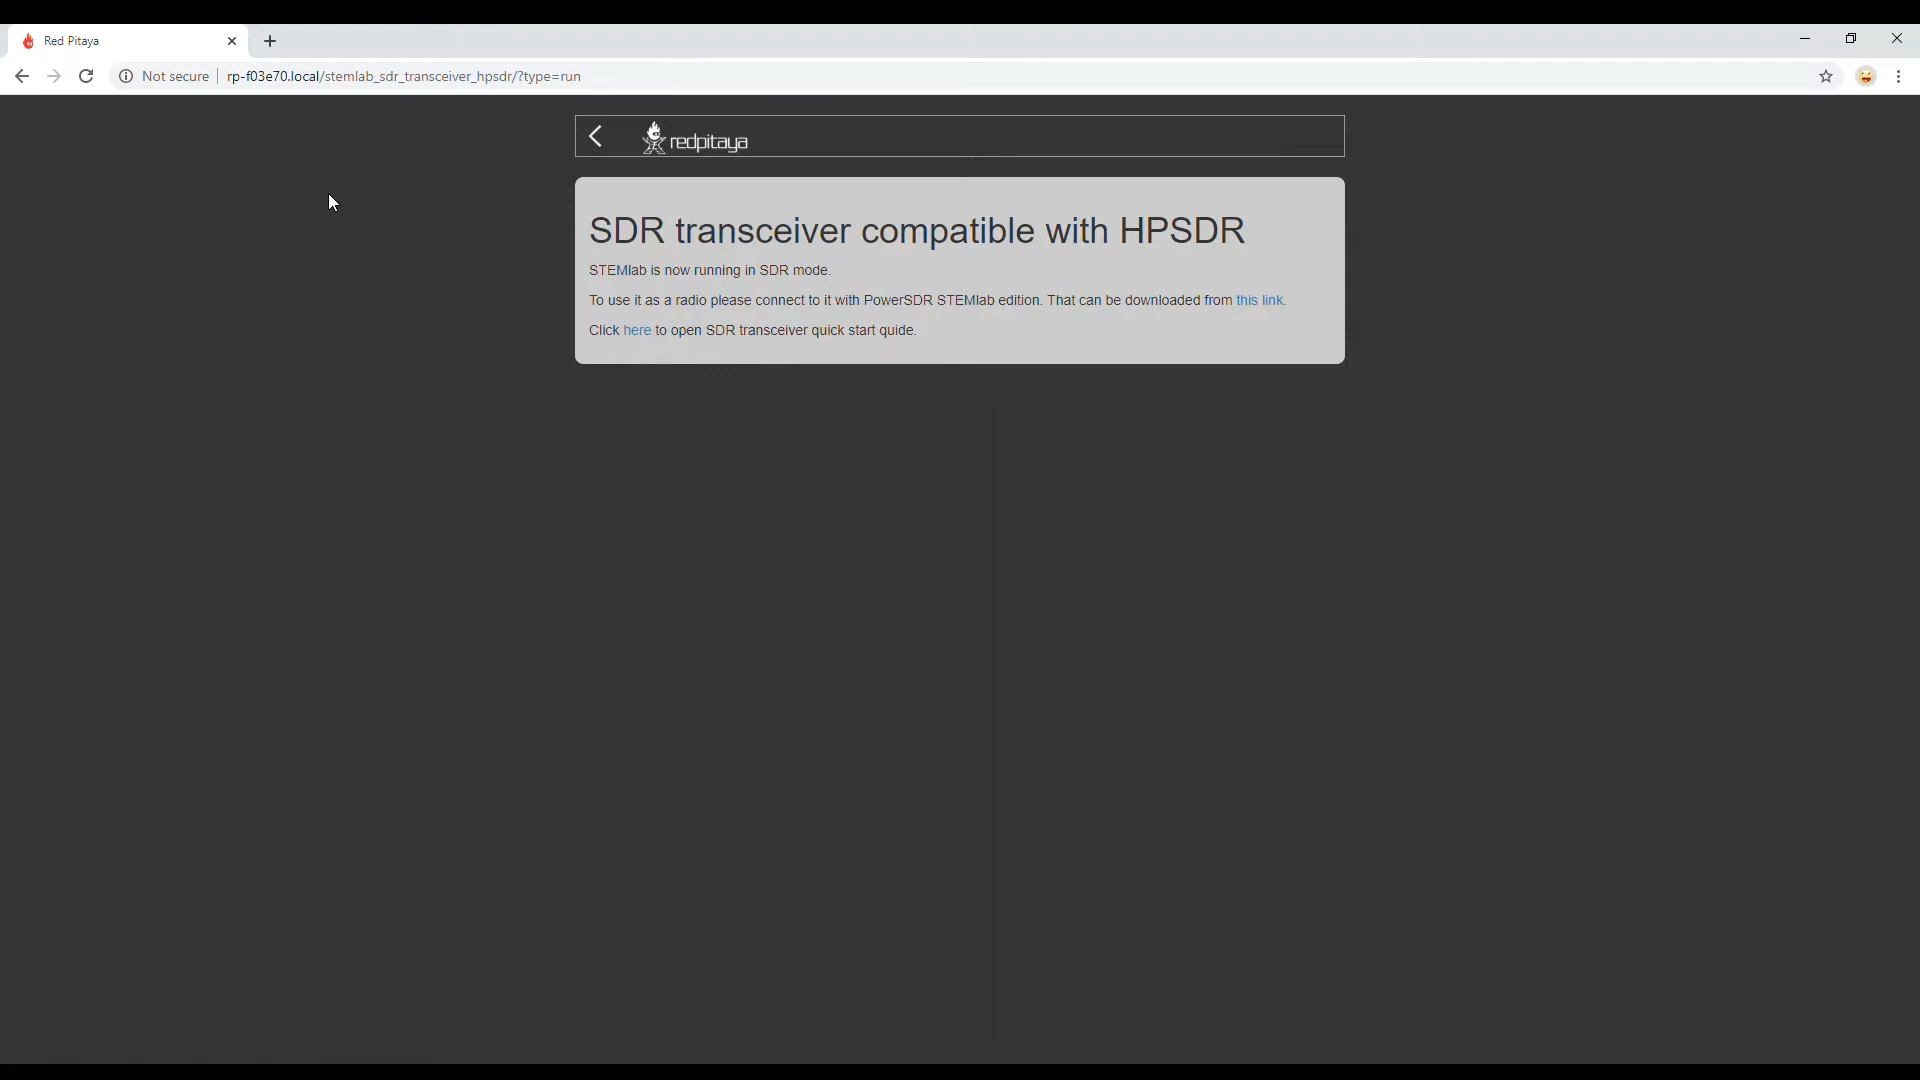 Red Pitaya
Not secure rp-f03e70.local/stemlab_sdr_transceiver_hpsdr/?type=run
redpitaya
SDR transceiver compatible with HPSDR
STEMlab is now running in SDR mode.
To use it as a radio please connect to it with PowerSDR STEMlab edition. That can be downloaded from this link.
Click here to open SDR transceiver quick start quide.